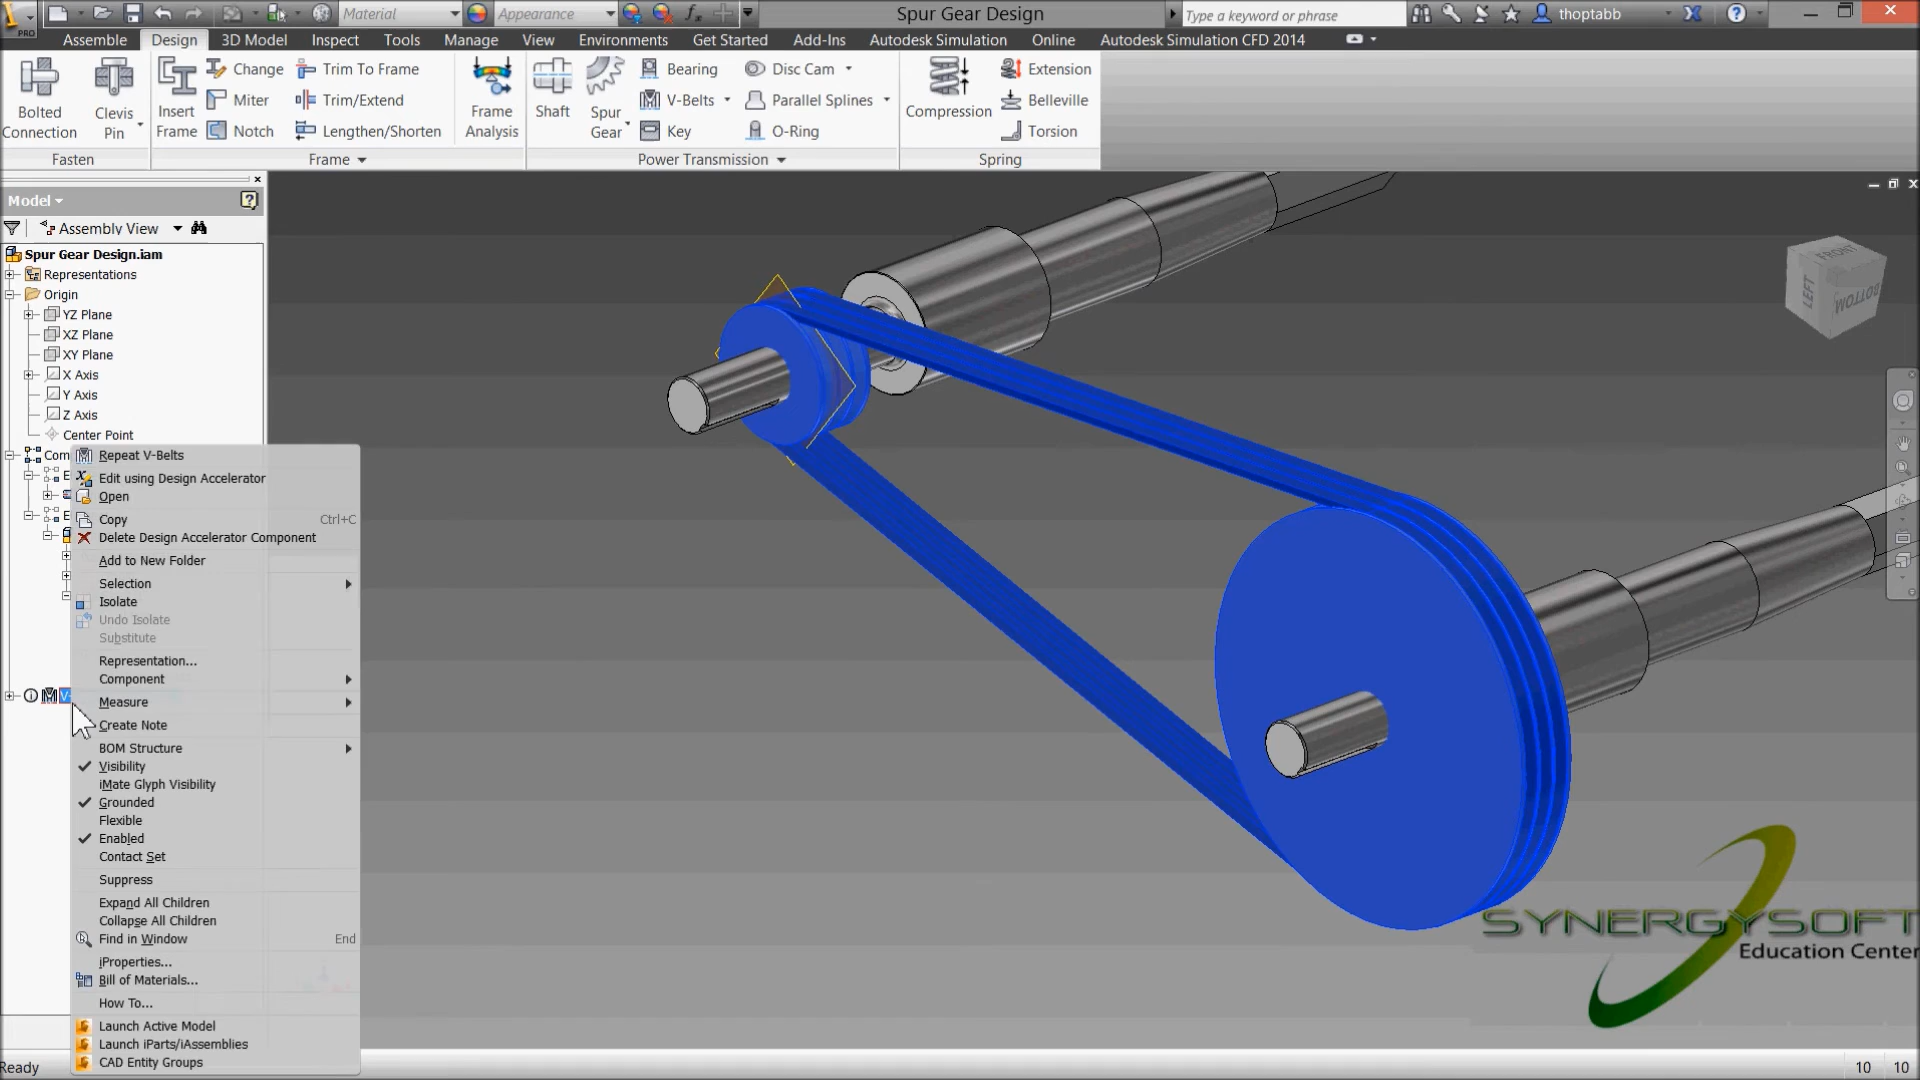 PRO
Material
Appearance
Spur Gear Design
Type a keyword or phrase
thoptabb
Assemble Design 3D Model Inspect Tools Manage View Environments Get Started Add-Ins Autodesk Simulation Online Autodesk Simulation CFD 2014
Bolted Connection
Clevis Pin
Fasten
Insert Frame
Change
Miter
Notch
Trim To Frame
Trim/Extend
Lengthen/Shorten
Frame Analysis
Frame
Shaft
Spur Gear
Bearing
V-Belts
Key
Disc Cam
Parallel Splines
O-Ring
Power Transmission
Compression
Extension
Belleville
Torsion
Spring
Model
Assembly View
Spur Gear Design.iam
Representations
Origin
YZ Plane
XZ Plane
XY Plane
X Axis
Y Axis
Z Axis
Center Point
Com
E
E
V-
Repeat V-Belts
Edit using Design Accelerator
Open
Copy Ctrl+C
Delete Design Accelerator Component
Add to New Folder
Selection
Isolate
Undo Isolate
Substitute
Representation...
Component
Measure
Create Note
BOM Structure
Visibility
iMate Glyph Visibility
Grounded
Flexible
Enabled
Contact Set
Suppress
Expand All Children
Collapse All Children
Find in Window End
iProperties...
Bill of Materials...
How To...
Launch Active Model
Launch iParts/iAssemblies
CAD Entity Groups
FRONT
LEFT
BOTTOM
SYNERGYSOFT
Education Center
Ready
10 10